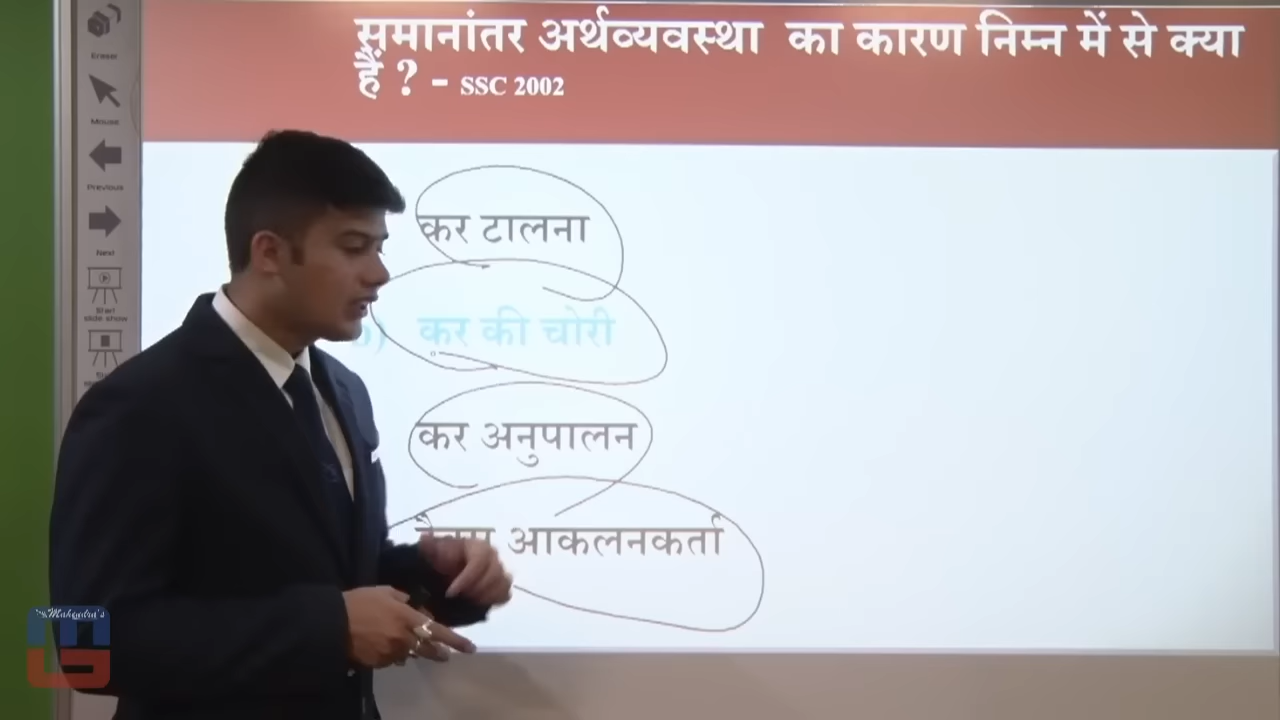 समानांतर अर्थव्यवस्था का कारण निम्न में से क्या
हैं ? - SSC 2002
Eraser
Mouse
Previous
Next
Start
slide show
कर टालना
b) कर की चोरी
कर अनुपालन
आकलनकर्ता
Mahendra's